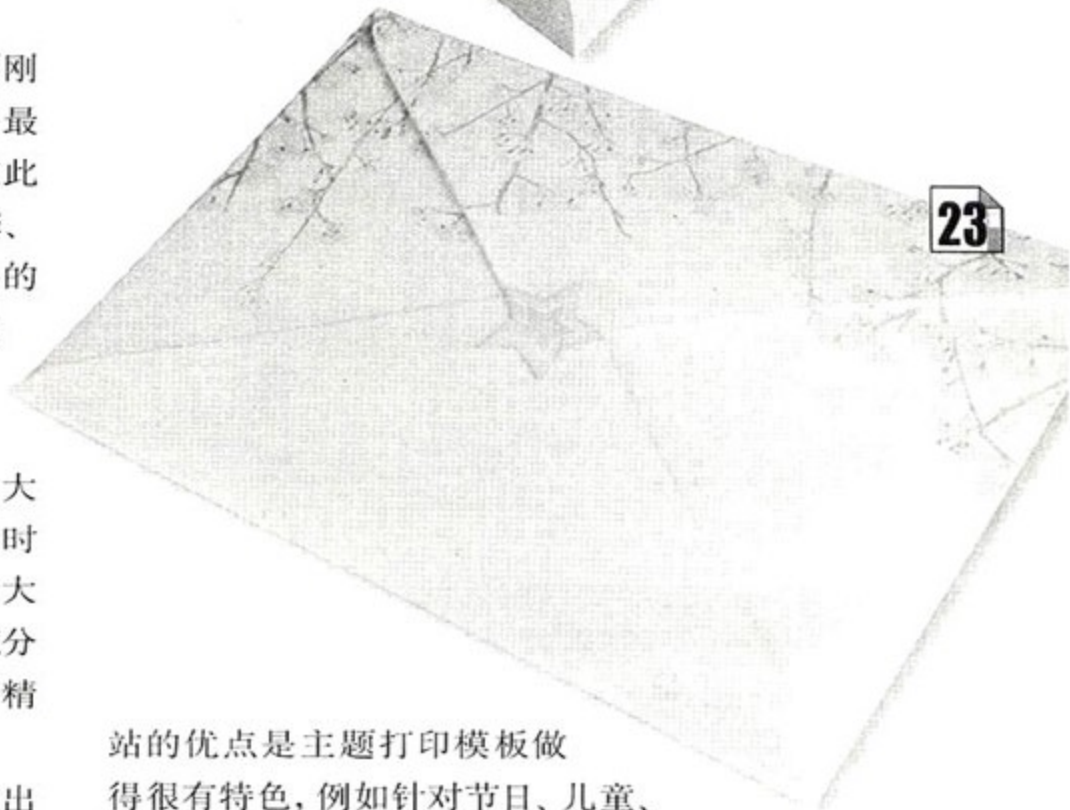 刚
最
此
、
的
大
时
大
分
精
出
23
站的优点是主题打印模板做
得很有特色，例如针对节日、儿童、